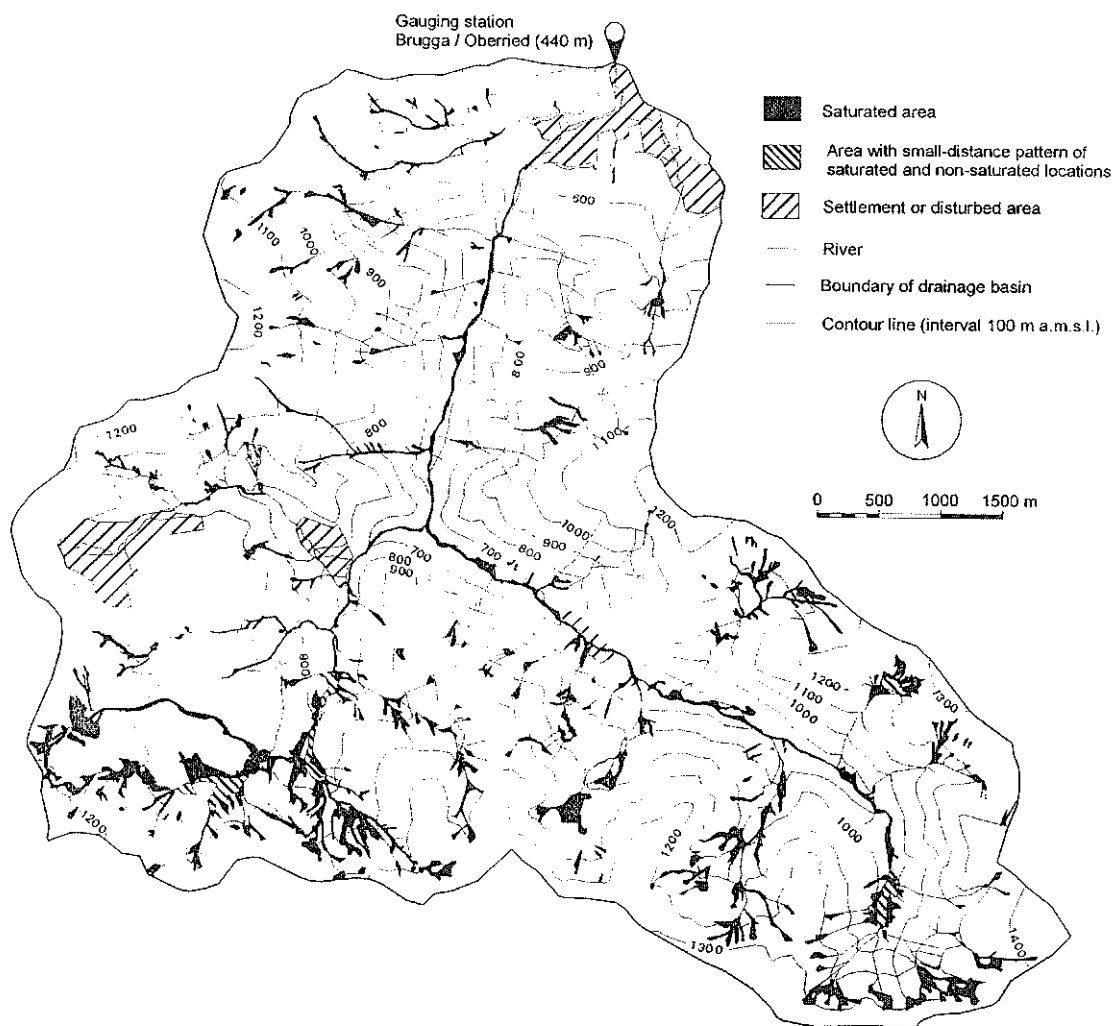 Gauging station
Brugga / Oberried (440 m)
Saturated area
Area with small-distance pattern of
saturated and non-saturated locations
Settlement or disturbed area
River
Boundary of drainage basin
Contour line (interval 100 m a.m.s.l.)
N
0 500 1000 1500 m
600
1100
1000
900
1200
800
900
1100
1200
800
1200
1000
900
800
700
700
800
900
800
1200
1100
1000
1300
1200
1200
1000
1300
1400